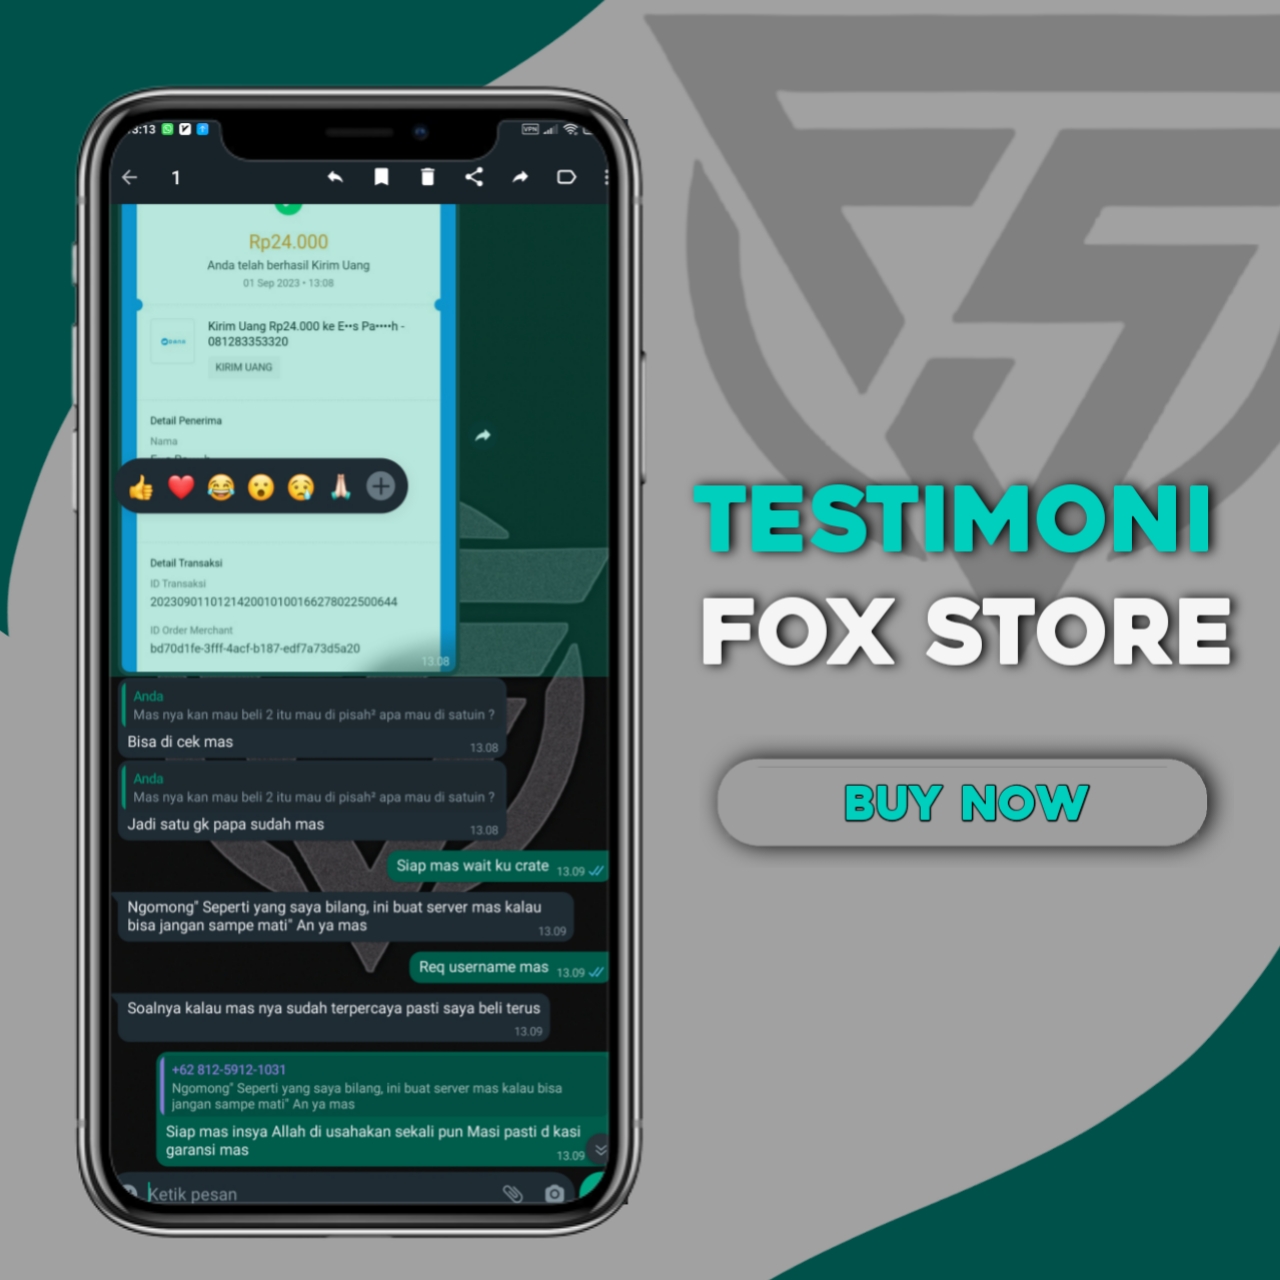 3:13
VPN
1
Rp24.000
Anda telah berhasil Kirim Uang
01 Sep 2023 • 13:08
Kirim Uang Rp24.000 ke E••s Pa••••h -
081283353320
KIRIM UANG
Detail Penerima
Nama
Detail Transaksi
ID Transaksi
2023090110121420010100166278022500644
ID Order Merchant
bd70d1fe-3fff-4acf-b187-edf7a73d5a20
13.08
Anda
Mas nya kan mau beli 2 itu mau di pisah² apa mau di satuin ?
Bisa di cek mas
13.08
Anda
Mas nya kan mau beli 2 itu mau di pisah² apa mau di satuin ?
Jadi satu gk papa sudah mas
13.08
Siap mas wait ku crate
13.09
Ngomong" Seperti yang saya bilang, ini buat server mas kalau
bisa jangan sampe mati" An ya mas
13.09
Req username mas
13.09
Soalnya kalau mas nya sudah terpercaya pasti saya beli terus
13.09
+62 812-5912-1031
Ngomong" Seperti yang saya bilang, ini buat server mas kalau bisa
jangan sampe mati" An ya mas
Siap mas insya Allah di usahakan sekali pun Masi pasti d kasi
garansi mas
13.09
Ketik pesan
TESTIMONI
FOX STORE
BUY NOW